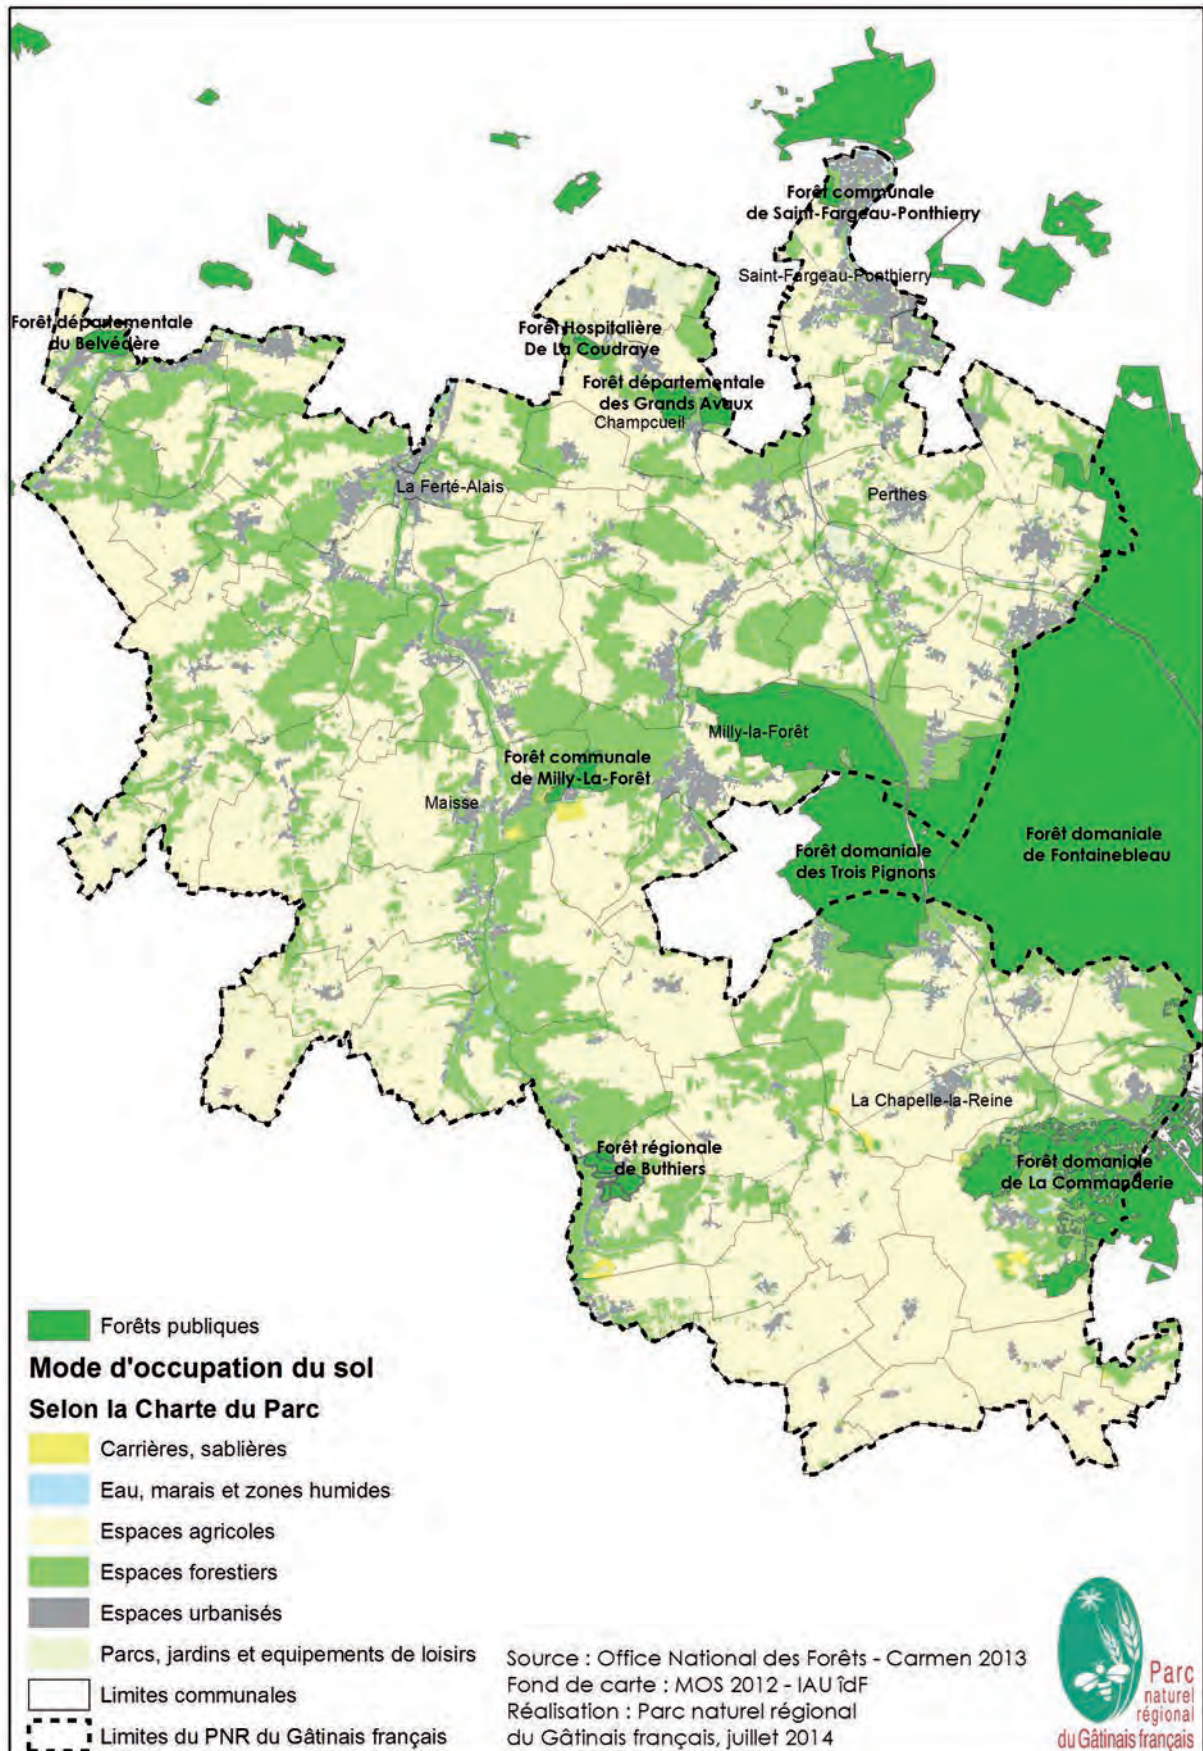 Forêt communale
de Saint-Fargeau-Ponthierry
Saint-Fargeau-Ponthierry
Forêt départementale
du Belvédère
Forêt Hospitalière
De La Coudraye
Forêt départementale
des Grands Avaux
Champcueil
La Ferté-Alais
Perthes
Milly-la-Forêt
Forêt communale
de Milly-La-Forêt
Maisse
Forêt domaniale
de Fontainebleau
Forêt domaniale
des Trois Pignons
La Chapelle-la-Reine
Forêt régionale
de Buthiers
Forêt domaniale
de La Commanderie
Forêts publiques
Mode d'occupation du sol
Selon la Charte du Parc
Carrières, sablières
Eau, marais et zones humides
Espaces agricoles
Espaces forestiers
Espaces urbanisés
Parcs, jardins et equipements de loisirs
Limites communales
Limites du PNR du Gâtinais français
Source : Office National des Forêts - Carmen 2013
Fond de carte : MOS 2012 - IAU îdF
Réalisation : Parc naturel régional
du Gâtinais français, juillet 2014
Parc
naturel
régional
du Gâtinais français